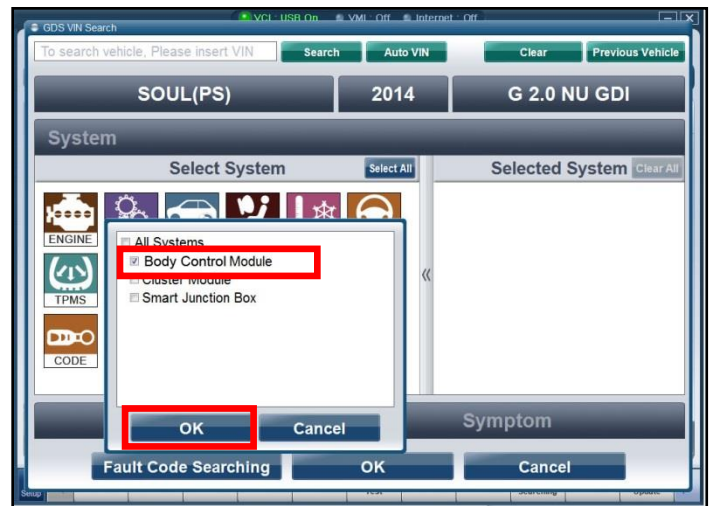 VCI : USB On VMI : Off Internet : Off
GDS VIN Search
To search vehicle, Please insert VIN Search Auto VIN Clear Previous Vehicle
SOUL(PS) 2014 G 2.0 NU GDI
System
Select System Select All Selected System Clear All
ENGINE
All Systems
Body Control Module
Cluster Module
Smart Junction Box
TPMS
CODE
OK Cancel
Symptom
Fault Code Searching OK Cancel
Setup Test Searching Update